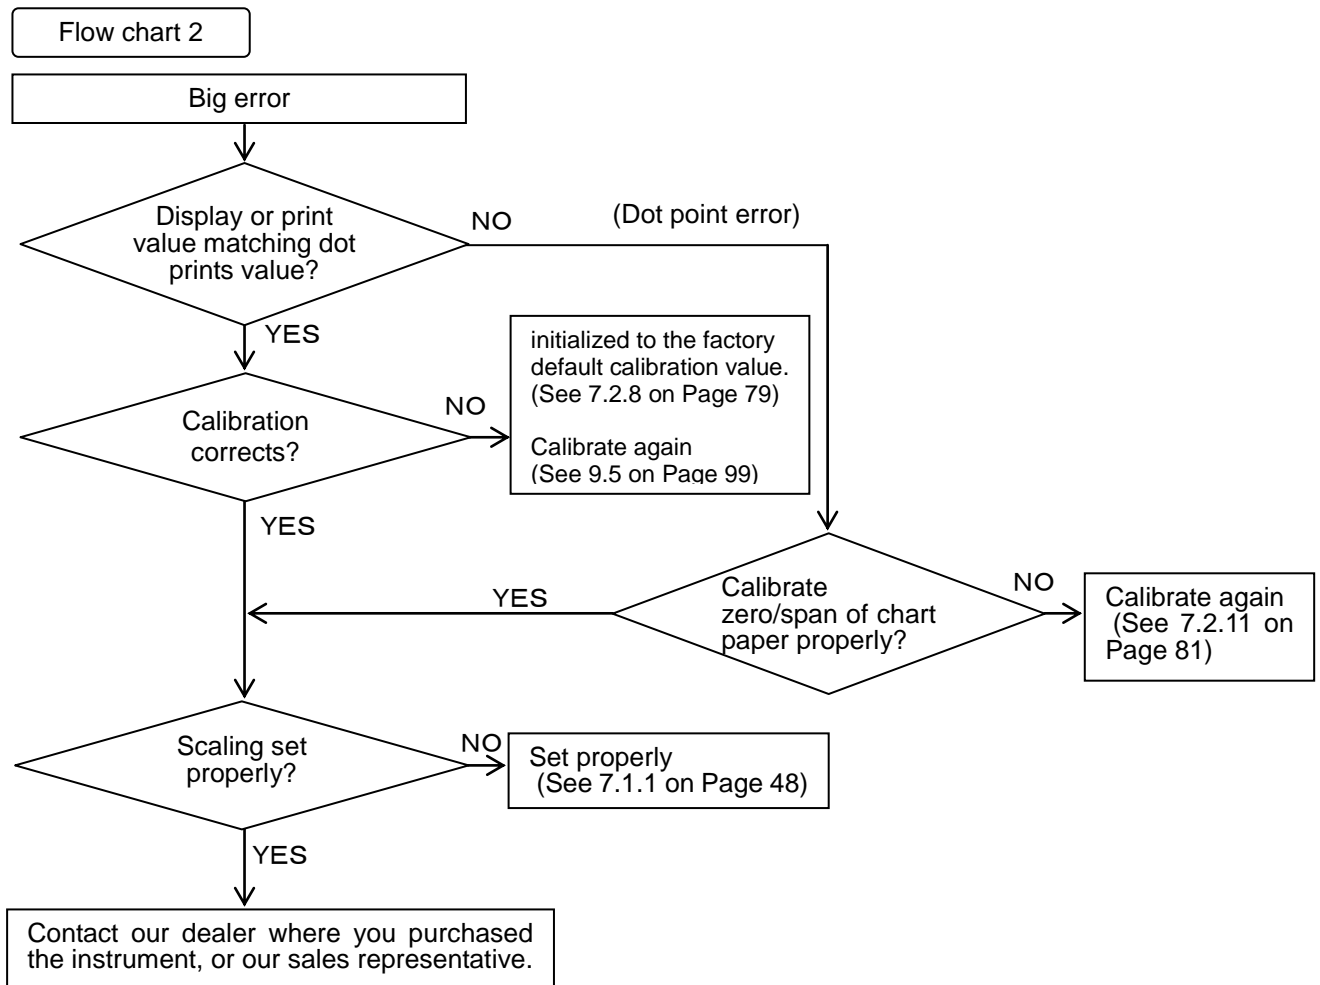 Flow chart 2
Big error
Display or print
value matching dot
prints value?
NO
(Dot point error)
YES
initialized to the factory
default calibration value.
(See 7.2.8 on Page 79)
Calibrate again
(See 9.5 on Page 99)
Calibration
corrects?
NO
YES
Calibrate
zero/span of chart
paper properly?
YES
NO
Calibrate again
(See 7.2.11 on
Page 81)
Scaling set
properly?
NO
Set properly
(See 7.1.1 on Page 48)
YES
Contact our dealer where you purchased
the instrument, or our sales representative.